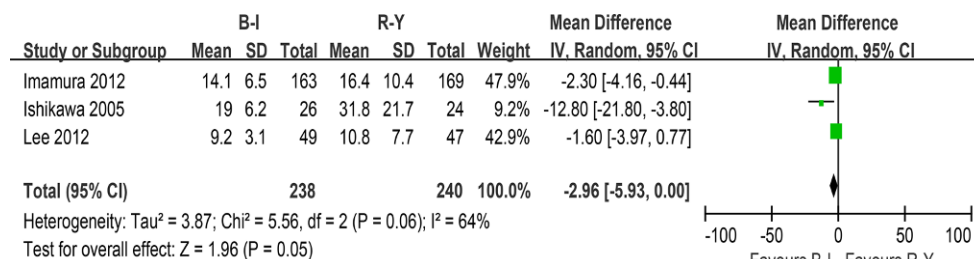 B-I R-Y Mean Difference Mean Difference
Study or Subgroup Mean SD Total Mean SD Total Weight IV, Random, 95% CI IV, Random, 95% CI
Imamura 2012 14.1 6.5 163 16.4 10.4 169 47.9% -2.30 [-4.16, -0.44]
Ishikawa 2005 19 6.2 26 31.8 21.7 24 9.2% -12.80 [-21.80, -3.80]
Lee 2012 9.2 3.1 49 10.8 7.7 47 42.9% -1.60 [-3.97, 0.77]
Total (95% CI) 238 240 100.0% -2.96 [-5.93, 0.00]
Heterogeneity: Tau² = 3.87; Chi² = 5.56, df = 2 (P = 0.06); I² = 64%
Test for overall effect: Z = 1.96 (P = 0.05)
-100 -50 0 50 100
Favours B-I Favours R-Y